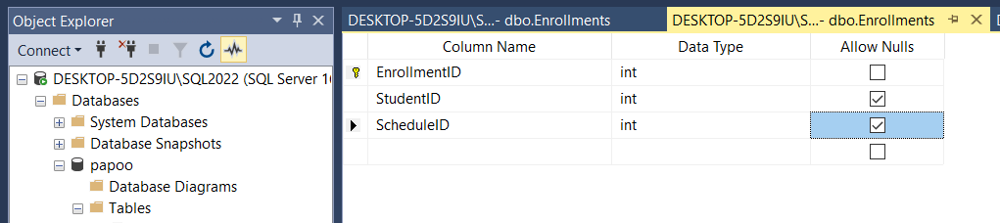 Object Explorer
Connect
DESKTOP-5D2S9IU\SQL2022 (SQL Server 16
Databases
System Databases
Database Snapshots
papoo
Database Diagrams
Tables
DESKTOP-5D2S9IU\S...- dbo.Enrollments
DESKTOP-5D2S9IU\S...- dbo.Enrollments
Column Name Data Type Allow Nulls
EnrollmentID int
StudentID int
ScheduleID int